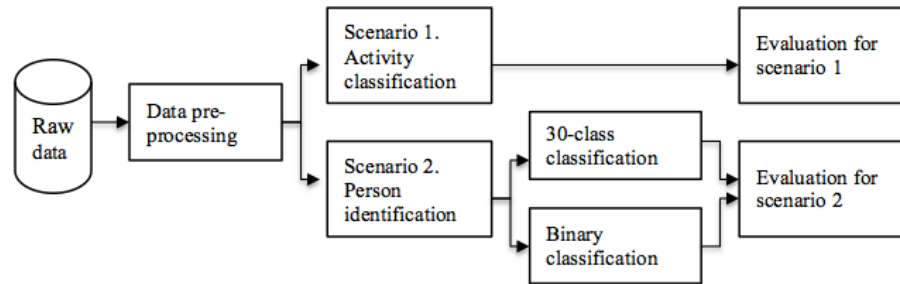 Raw
data
Data pre-
processing
Scenario 1.
Activity
classification
Evaluation for
scenario 1
Scenario 2.
Person
identification
30-class
classification
Binary
classification
Evaluation for
scenario 2